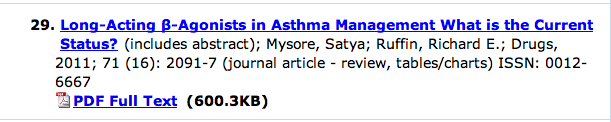 29. Long-Acting β-Agonists in Asthma Management What is the Current
Status? (includes abstract); Mysore, Satya; Ruffin, Richard E.; Drugs,
2011; 71 (16): 2091-7 (journal article - review, tables/charts) ISSN: 0012-
6667
PDF Full Text (600.3KB)